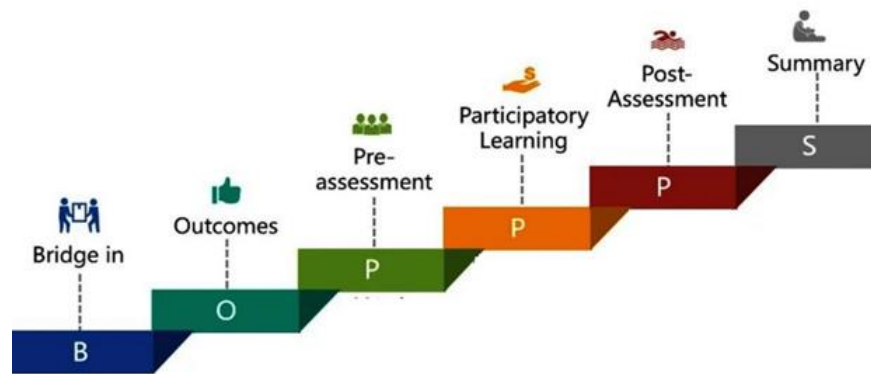 Bridge in
B
Outcomes
O
Pre-
assessment
P
Participatory
Learning
P
Post-
Assessment
P
Summary
S